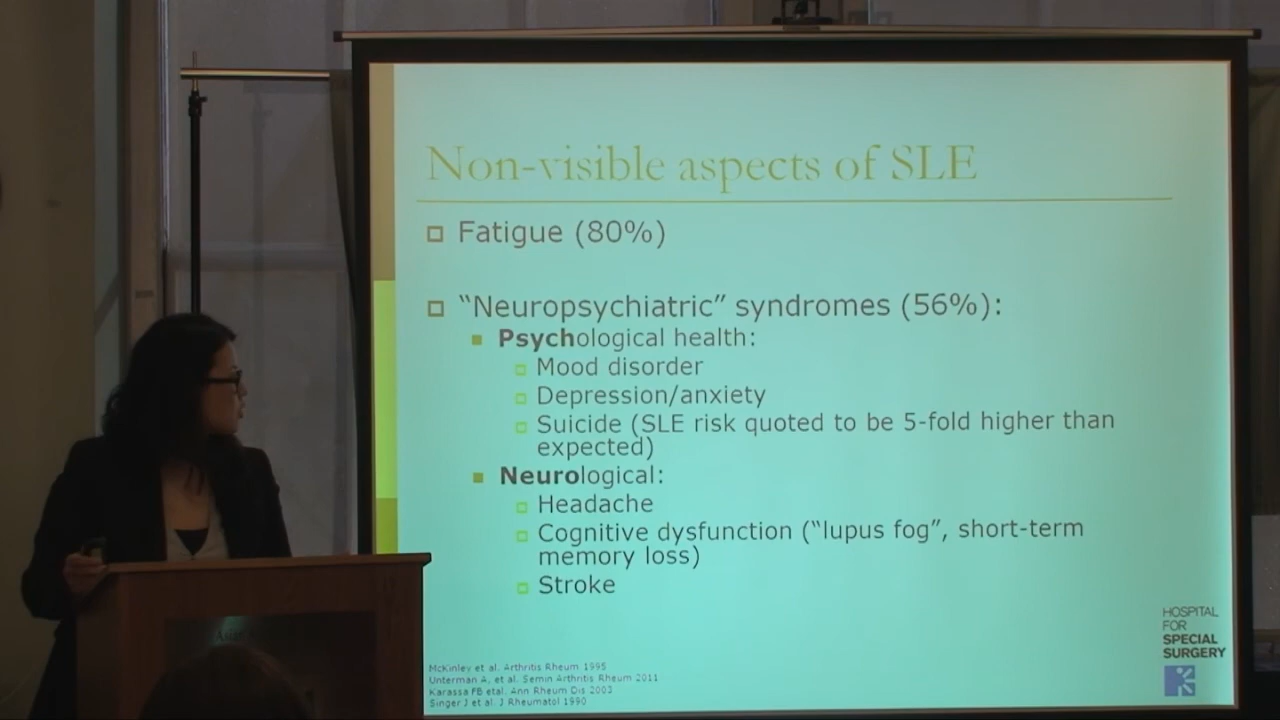 Non-visible aspects of SLE
Fatigue (80%)
“Neuropsychiatric” syndromes (56%):
Psychological health:
Mood disorder
Depression/anxiety
Suicide (SLE risk quoted to be 5-fold higher than
expected)
Neurological:
Headache
Cognitive dysfunction (“lupus fog”, short-term
memory loss)
Stroke
HOSPITAL
FOR
SPECIAL
SURGERY
McKinley et al. Arthritis Rheum 1995
Unterman A, et al. Semin Arthritis Rheum 2011
Karassa FB etal. Ann Rheum Dis 2003
Singer J et al. J Rheumatol 1990